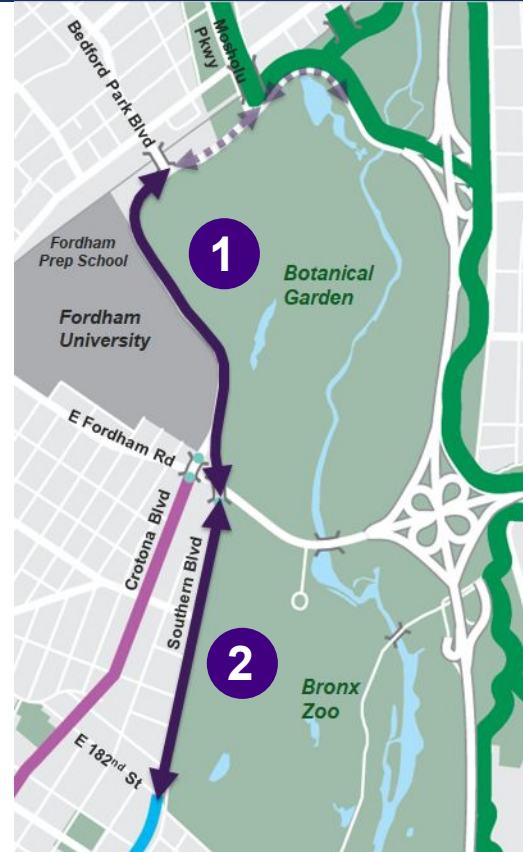 Bedford Park Blvd
Mosholu
Pkwy
1
Fordham
Prep School
Botanical
Garden
Fordham
University
E Fordham Rd
Crotona Blvd
Southern Blvd
2
Bronx
Zoo
E 182nd St